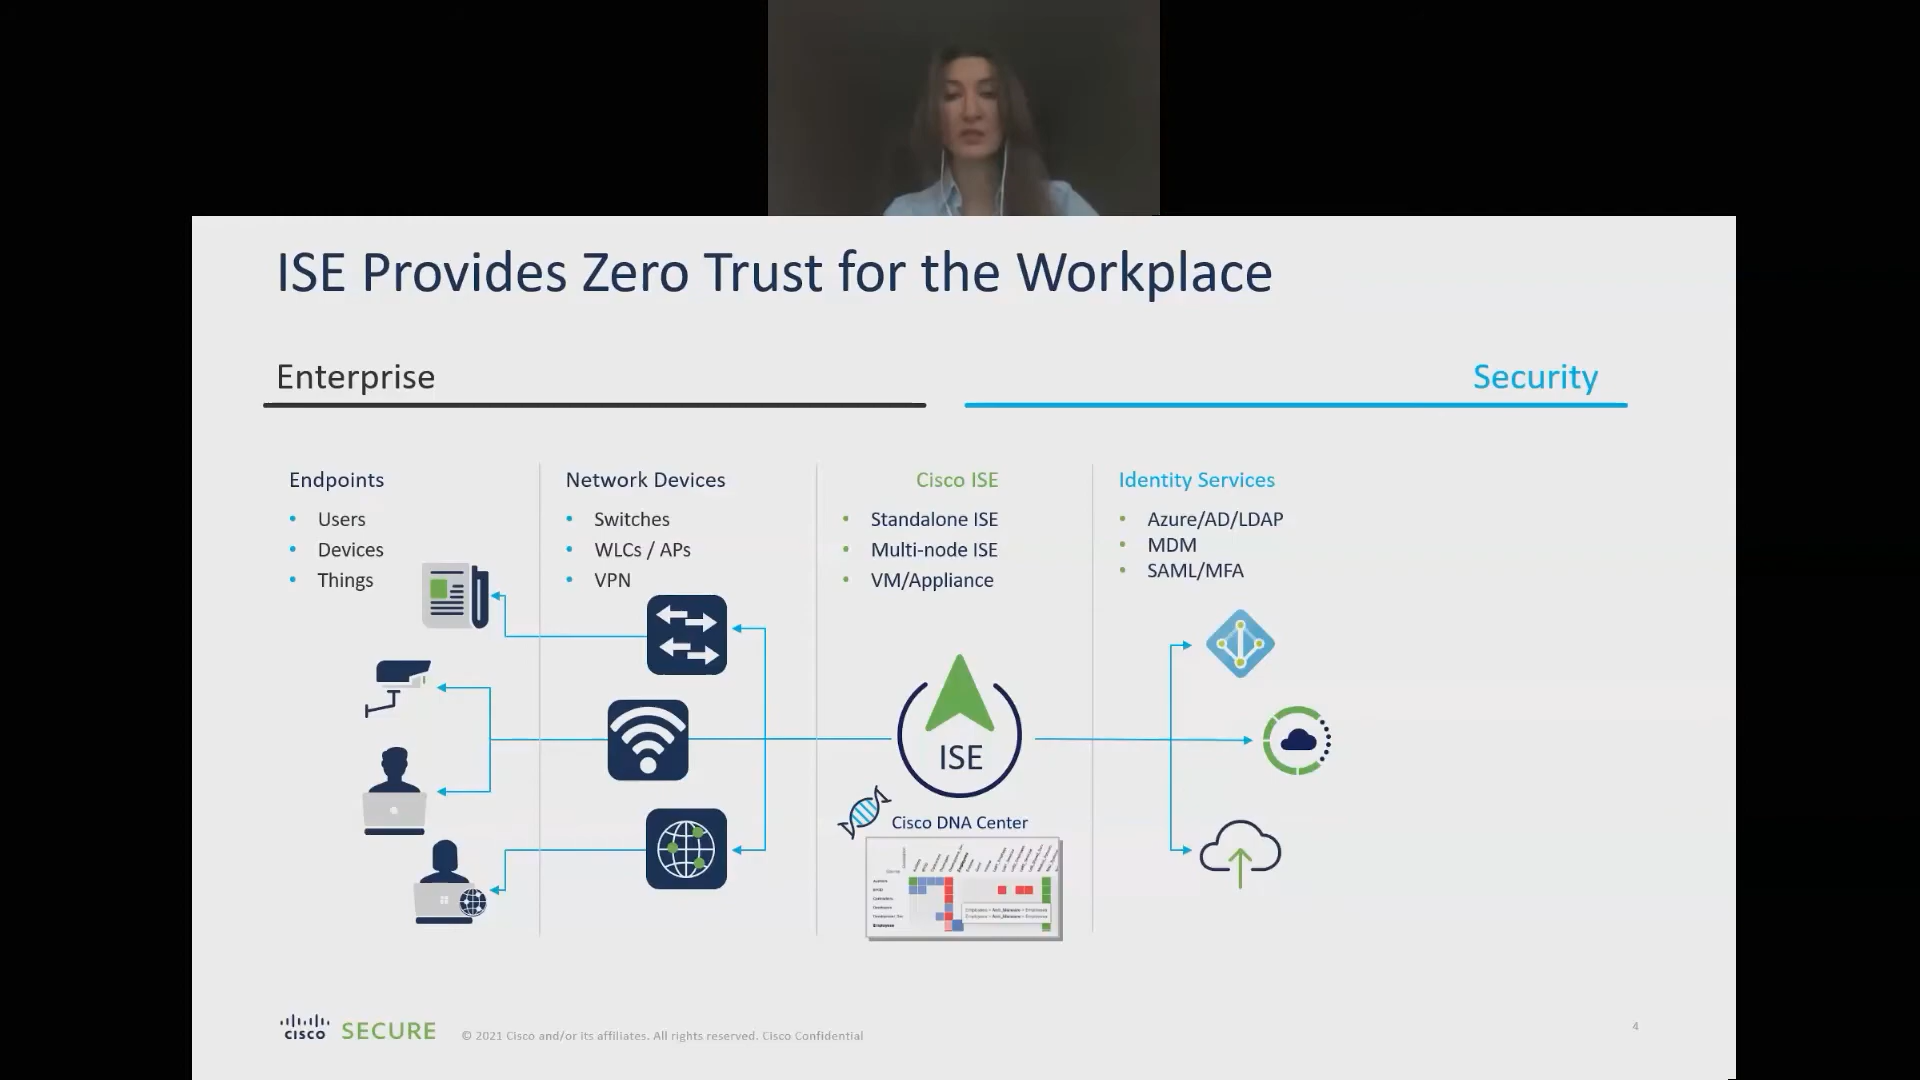 ISE Provides Zero Trust for the Workplace
Enterprise
Security
Endpoints
• Users
• Devices
• Things
Network Devices
• Switches
• WLCs / APs
• VPN
Cisco ISE
• Standalone ISE
• Multi-node ISE
• VM/Appliance
Identity Services
• Azure/AD/LDAP
• MDM
• SAML/MFA
ISE
Cisco DNA Center
CISCO SECURE
© 2021 Cisco and/or its affiliates. All rights reserved. Cisco Confidential
4